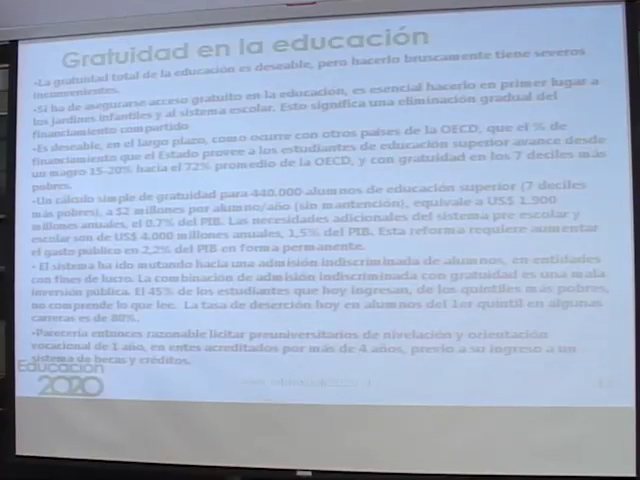 Gratuidad en la educación
•La gratuidad total de la educación es deseable, pero hacerlo bruscamente tiene severos
inconvenientes.
•Si ha de asegurarse acceso gratuito en la educación, es esencial hacerlo en primer lugar a
los jardines infantiles y al sistema escolar. Esto significa una eliminación gradual del
financiamiento compartido
•Es deseable, en el largo plazo, como ocurre con otros países de la OECD, que el % de
financiamiento que el Estado provee a los estudiantes de educación superior avance desde
un magro 15-20% hacia el 72% promedio de la OECD, y con gratuidad en los 7 deciles más
pobres.
•Un cálculo simple de gratuidad para 440.000 alumnos de educación superior (7 deciles
más pobres), a $2 millones por alumno/año (sin mantención), equivale a US$ 1.900
millones anuales, el 0.7% del PIB. Las necesidades adicionales del sistema pre escolar y
escolar son de US$ 4.000 millones anuales, 1,5% del PIB. Esta reforma requiere aumentar
el gasto público en 2,2% del PIB en forma permanente.
• El sistema ha ido mutando hacia una admisión indiscriminada de alumnos, en entidades
con fines de lucro. La combinación de admisión indiscriminada con gratuidad es una mala
inversión pública. El 45% de los estudiantes que hoy ingresan, de los quintiles más pobres,
no comprende lo que lee. La tasa de deserción hoy en alumnos del 1er quintil en algunas
carreras es de 80%.
•Parecería entonces razonable licitar preuniversitarios de nivelación y orientación
vocacional de 1 año, en entes acreditados por más de 4 años, previo a su ingreso a un
sistema de becas y créditos.
Educación
2020